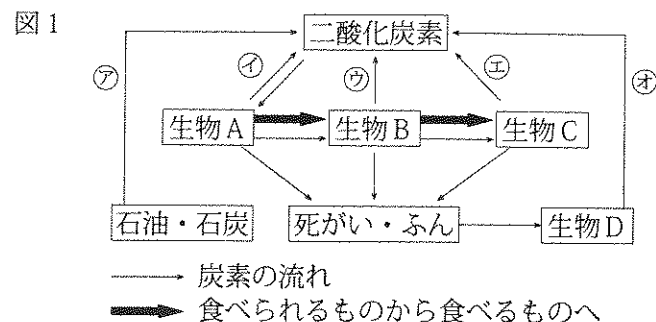 図1
二酸化炭素
㋐ ㋑ ㋒ ㋓ ㋔
生物A 生物B 生物C
石油・石炭 死がい・ふん 生物D
炭素の流れ
食べられるものから食べるものへ